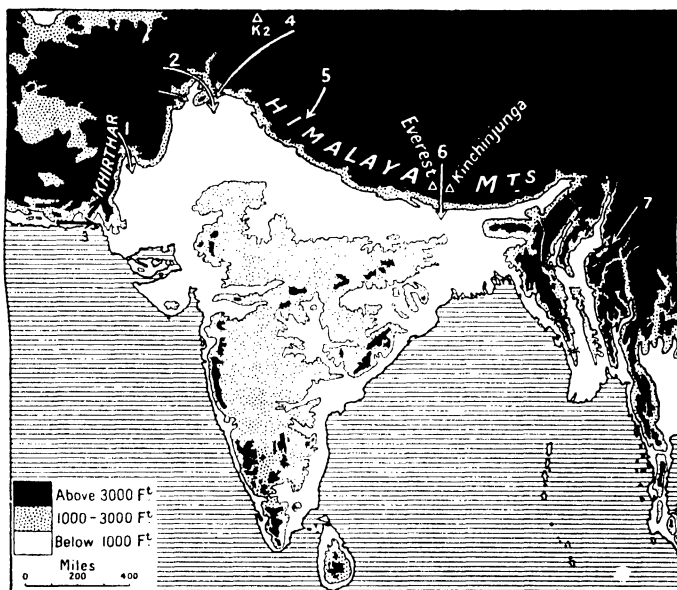 K2
4
2
5
HIMALAYA MTS
Everest
Kinchinjunga
6
1
KHIRTHAR
7
3
Above 3000 Ft
1000-3000 Ft
Below 1000 Ft
Miles
0 200 400